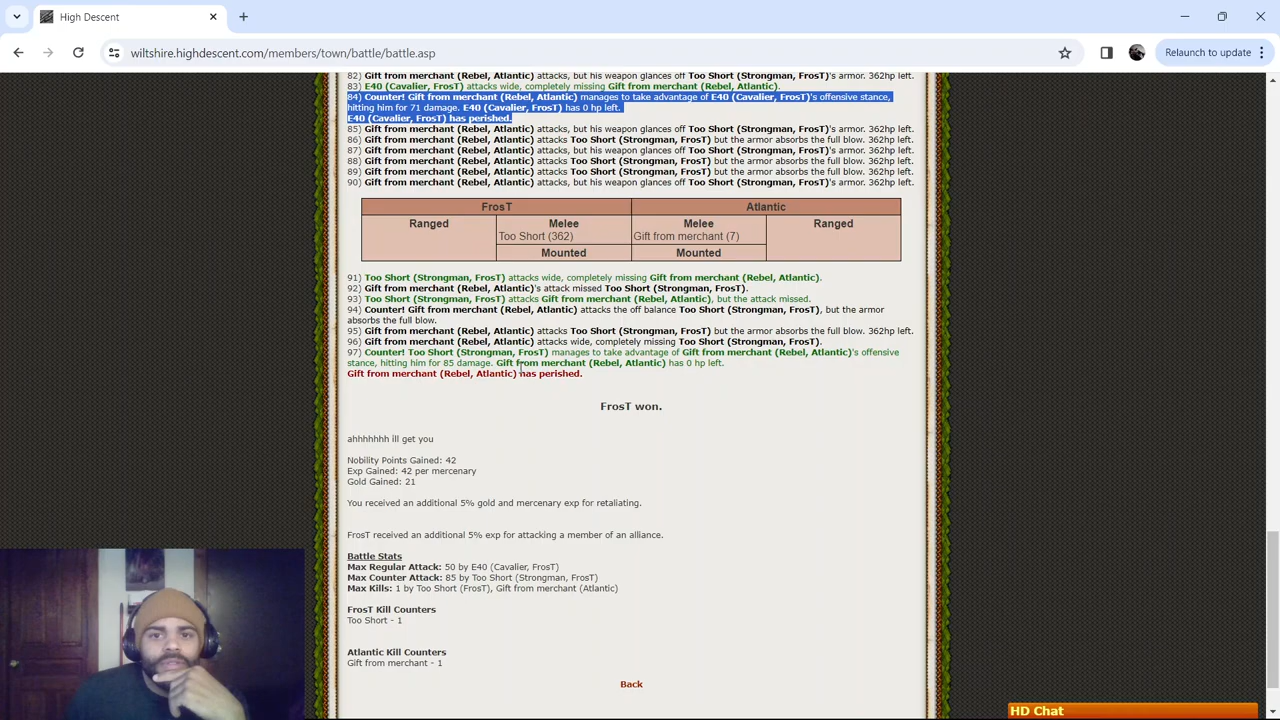 High Descent
wiltshire.highdescent.com/members/town/battle/battle.asp
Relaunch to update
82) Gift from merchant (Rebel, Atlantic) attacks, but his weapon glances off Too Short (Strongman, FrosT)'s armor. 362hp left.
83) E40 (Cavalier, FrosT) attacks wide, completely missing Gift from merchant (Rebel, Atlantic).
84) Counter! Gift from merchant (Rebel, Atlantic) manages to take advantage of E40 (Cavalier, FrosT)'s offensive stance,
hitting him for 71 damage. E40 (Cavalier, FrosT) has 0 hp left.
E40 (Cavalier, FrosT) has perished.
85) Gift from merchant (Rebel, Atlantic) attacks, but his weapon glances off Too Short (Strongman, FrosT)'s armor. 362hp left.
86) Gift from merchant (Rebel, Atlantic) attacks Too Short (Strongman, FrosT) but the armor absorbs the full blow. 362hp left.
87) Gift from merchant (Rebel, Atlantic) attacks, but his weapon glances off Too Short (Strongman, FrosT)'s armor. 362hp left.
88) Gift from merchant (Rebel, Atlantic) attacks Too Short (Strongman, FrosT) but the armor absorbs the full blow. 362hp left.
89) Gift from merchant (Rebel, Atlantic) attacks Too Short (Strongman, FrosT) but the armor absorbs the full blow. 362hp left.
90) Gift from merchant (Rebel, Atlantic) attacks, but his weapon glances off Too Short (Strongman, FrosT)'s armor. 362hp left.
FrosT Atlantic
Ranged Melee Melee Ranged
Too Short (362) Gift from merchant (7)
Mounted Mounted
91) Too Short (Strongman, FrosT) attacks wide, completely missing Gift from merchant (Rebel, Atlantic).
92) Gift from merchant (Rebel, Atlantic)'s attack missed Too Short (Strongman, FrosT).
93) Too Short (Strongman, FrosT) attacks Gift from merchant (Rebel, Atlantic), but the attack missed.
94) Counter! Gift from merchant (Rebel, Atlantic) attacks the off balance Too Short (Strongman, FrosT), but the armor
absorbs the full blow.
95) Gift from merchant (Rebel, Atlantic) attacks Too Short (Strongman, FrosT) but the armor absorbs the full blow. 362hp left.
96) Gift from merchant (Rebel, Atlantic) attacks wide, completely missing Too Short (Strongman, FrosT).
97) Counter! Too Short (Strongman, FrosT) manages to take advantage of Gift from merchant (Rebel, Atlantic)'s offensive
stance, hitting him for 85 damage. Gift from merchant (Rebel, Atlantic) has 0 hp left.
Gift from merchant (Rebel, Atlantic) has perished.
FrosT won.
ahhhhhhh ill get you
Nobility Points Gained: 42
Exp Gained: 42 per mercenary
Gold Gained: 21
You received an additional 5% gold and mercenary exp for retaliating.
FrosT received an additional 5% exp for attacking a member of an alliance.
Battle Stats
Max Regular Attack: 50 by E40 (Cavalier, FrosT)
Max Counter Attack: 85 by Too Short (Strongman, FrosT)
Max Kills: 1 by Too Short (FrosT), Gift from merchant (Atlantic)
FrosT Kill Counters
Too Short - 1
Atlantic Kill Counters
Gift from merchant - 1
Back
HD Chat